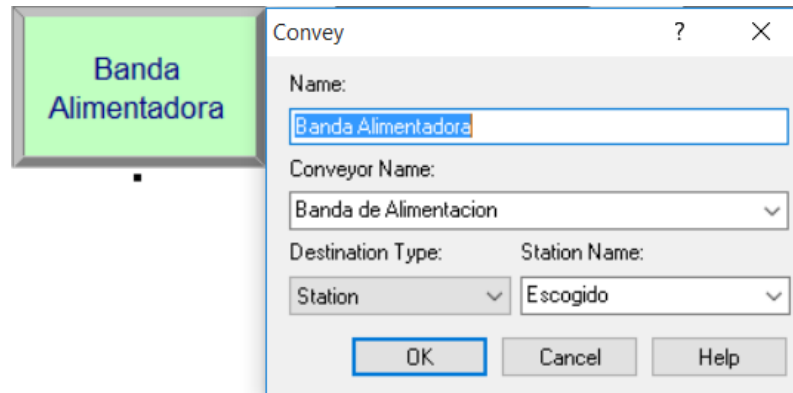 Banda
Alimentadora
Convey
? X
Name:
Banda Alimentadora
Conveyor Name:
Banda de Alimentacion
Destination Type: Station Name:
Station Escogido
OK Cancel Help